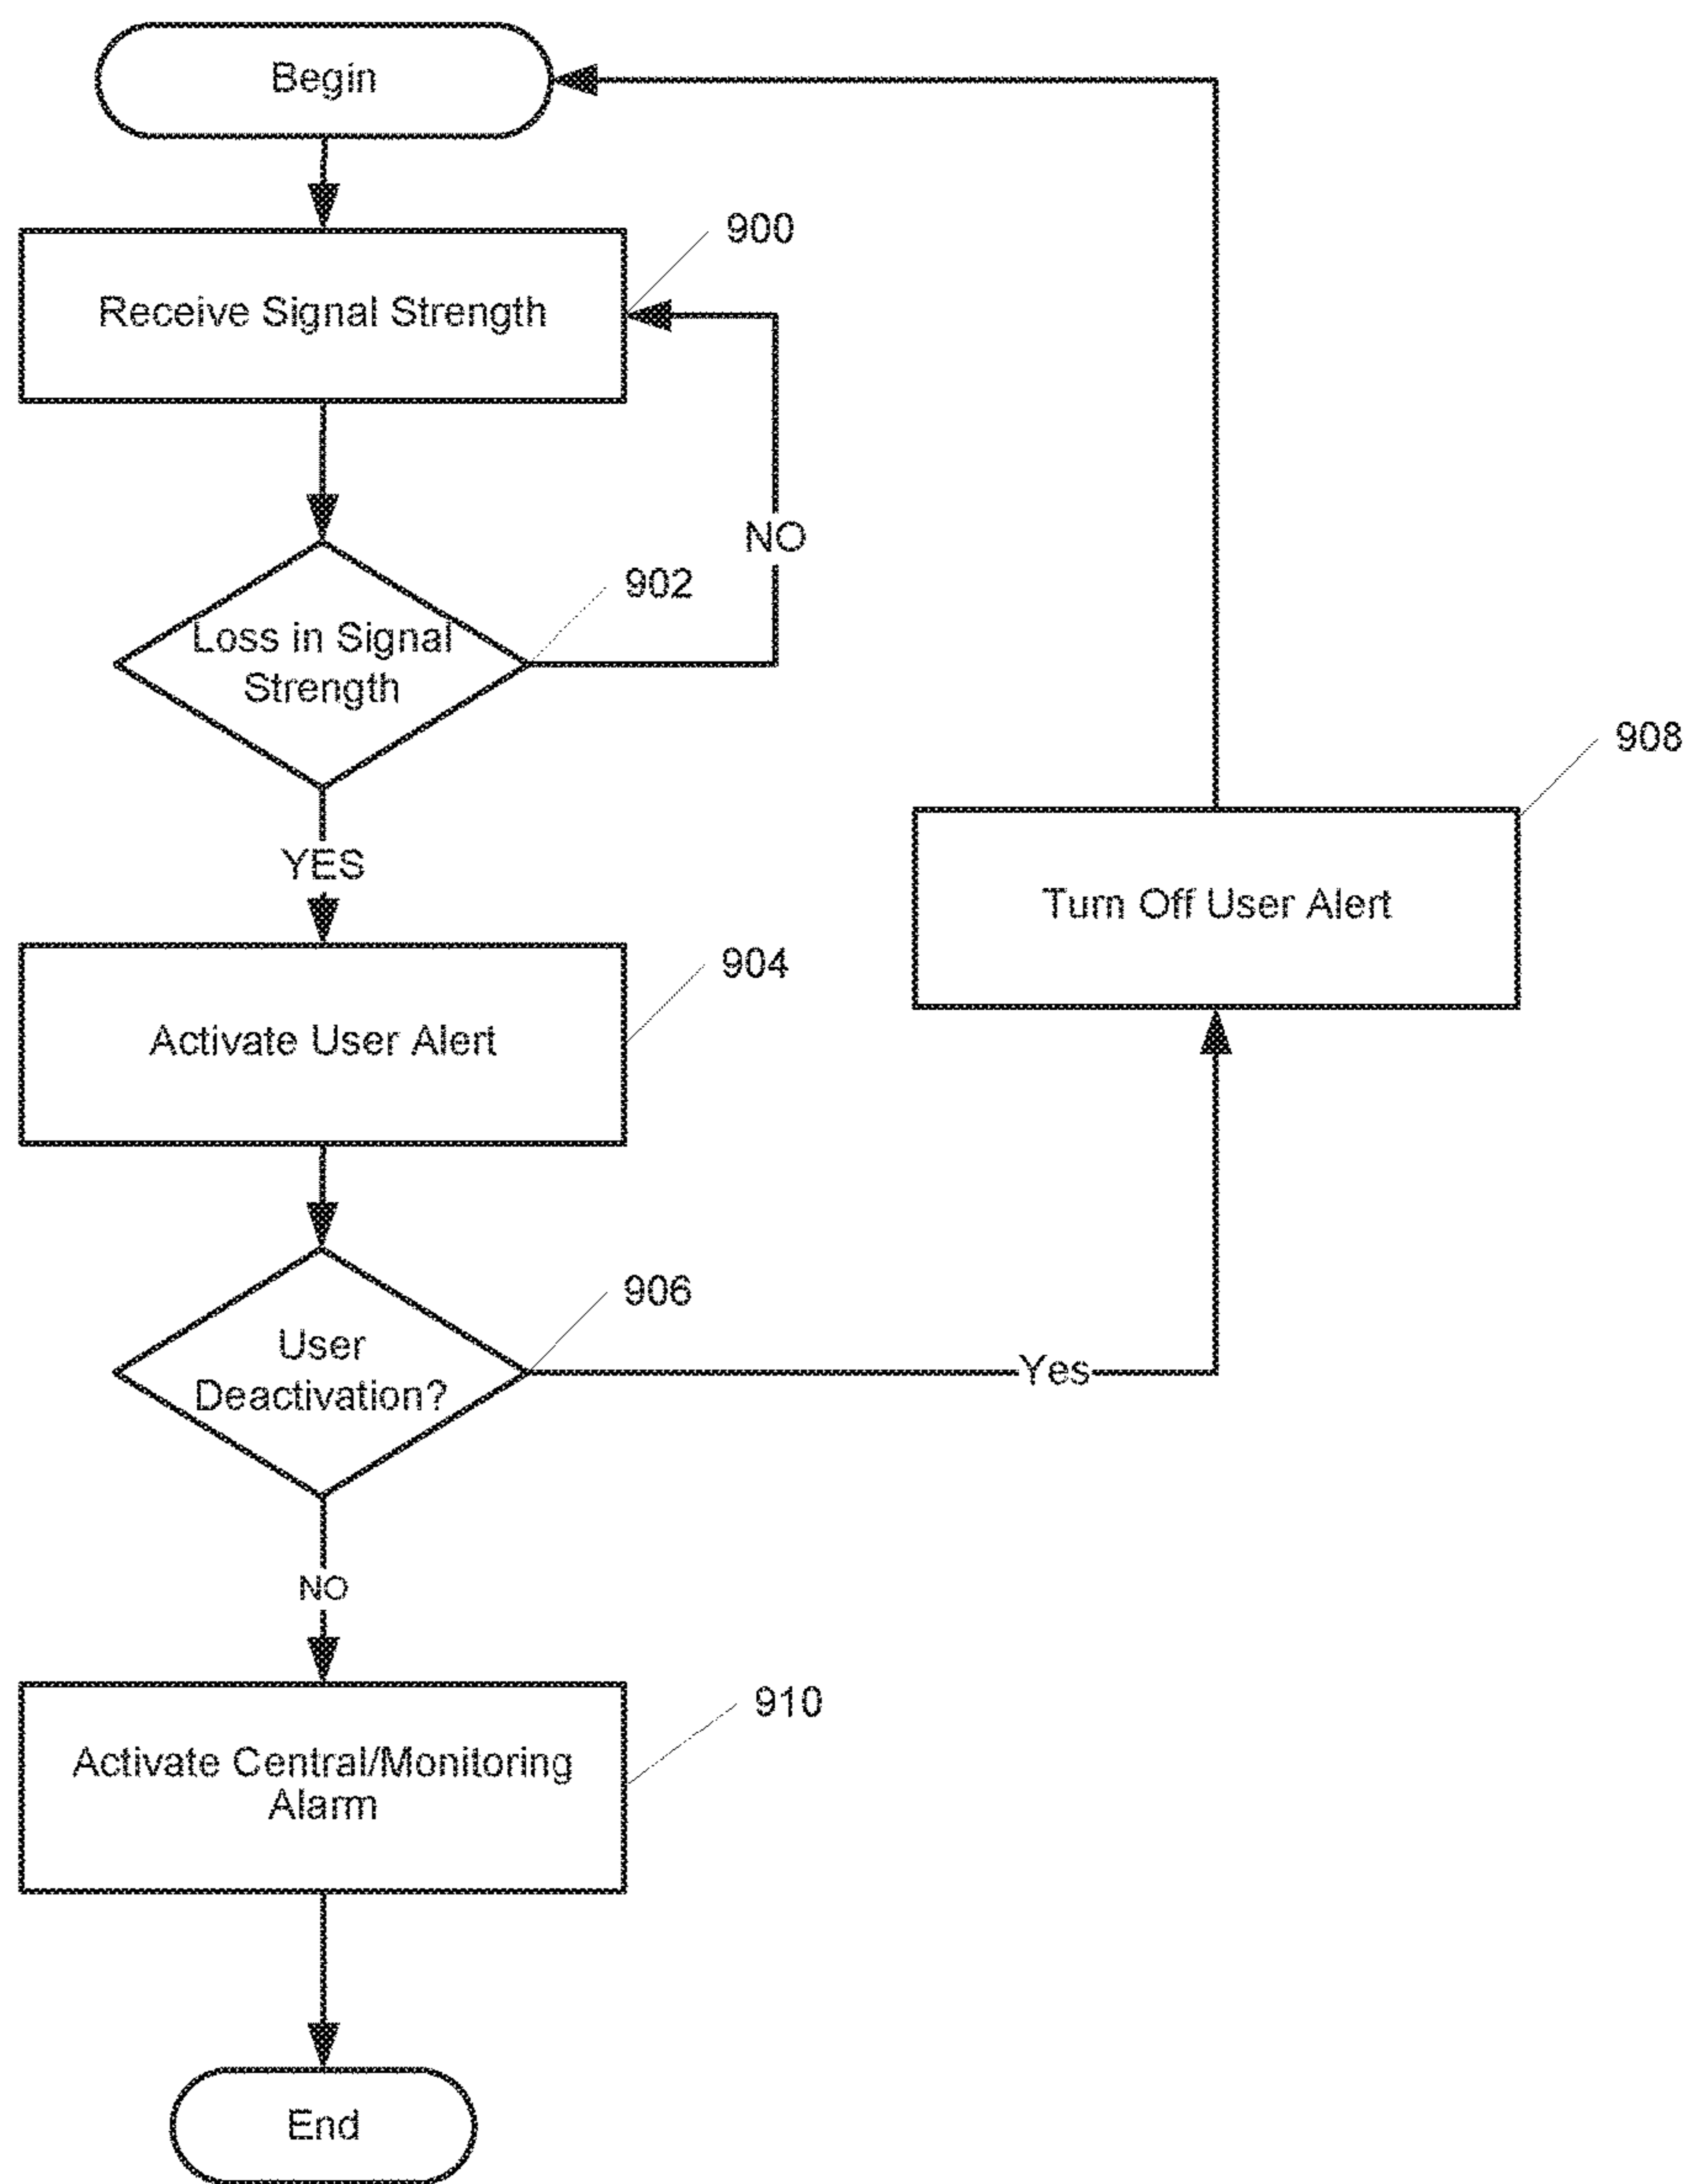 Begin
900
Receive Signal Strength
NO
902
Loss in Signal
Strength
908
YES
Turn Off User Alert
904
Activate User Alert
906
User
Deactivation?
Yes
NO
910
Activate Central/Monitoring
Alarm
End